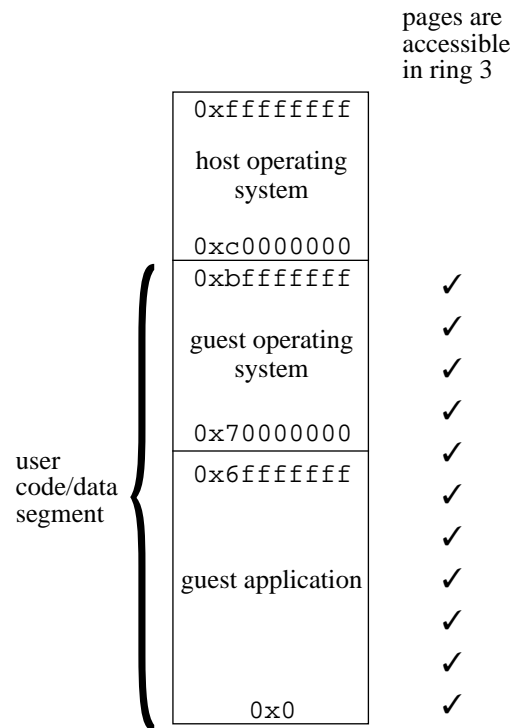 pages are
accessible
in ring 3
0xffffffff
host operating
system
0xc0000000
0xbfffffff
guest operating
system
0x70000000
0x6fffffff
guest application
0x0
user
code/data
segment
✓
✓
✓
✓
✓
✓
✓
✓
✓
✓
✓